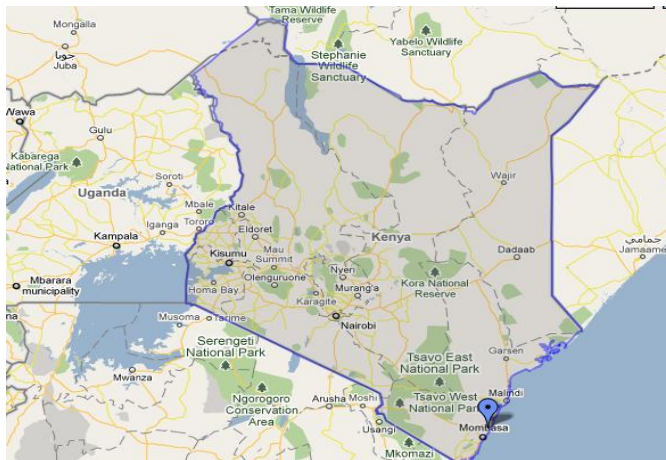 Tama Wildlife
Reserve
Mongalla
جوبا
Juba
Stephanie
Wildlife
Sanctuary
Yabelo Wildlife
Sanctuary
Wawa
Gulu
Kabarega
National Park
Soroti
Uganda
Wajir
Mbale
Kitale
Iganga
Tororo
Eldoret
Kampala
Kenya
Mau
Summit
Kisumu
Nyeri
Dadaab
Jamaame
Mbarara
municipality
Olenguruone
Kora National
Reserve
Homa Bay
Murang'a
Karagite
Musoma
Tarime
Nairobi
Serengeti
National Park
Garsen
Tsavo East
National Park
Mwanza
Ngorogoro
Conservation
Area
Arusha
Moshi
Tsavo West
National Park
Malindi
Usangi
Mombasa
Mkomazi